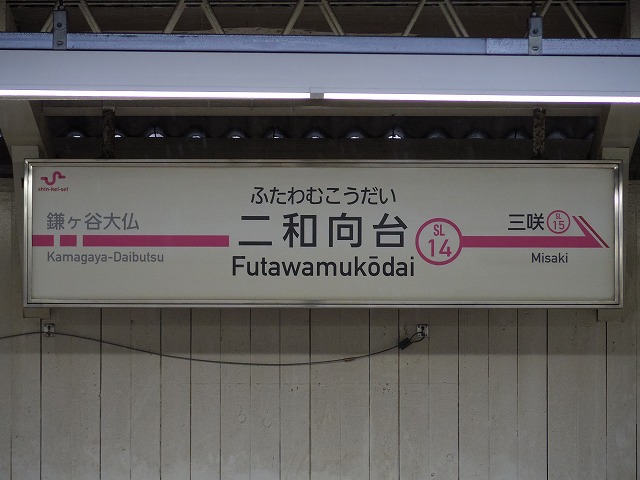 shin-kei-sei
ふたわむこうだい
鎌ヶ谷大仏
二和向台
SL
14
三咲
SL
15
Kamagaya-Daibutsu
Futawamukōdai
Misaki